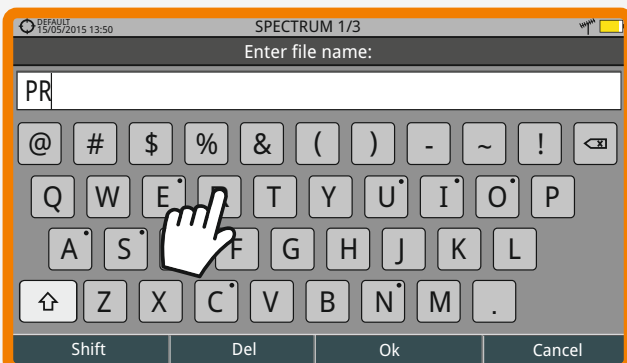 DEFAULT
15/05/2015 13:50 SPECTRUM 1/3
Enter file name:
PR
@ # $ % & ( ) - ~ !
Q W E T Y U I O P
A S F G H J K L
Z X C V B N M .
Shift Del Ok Cancel